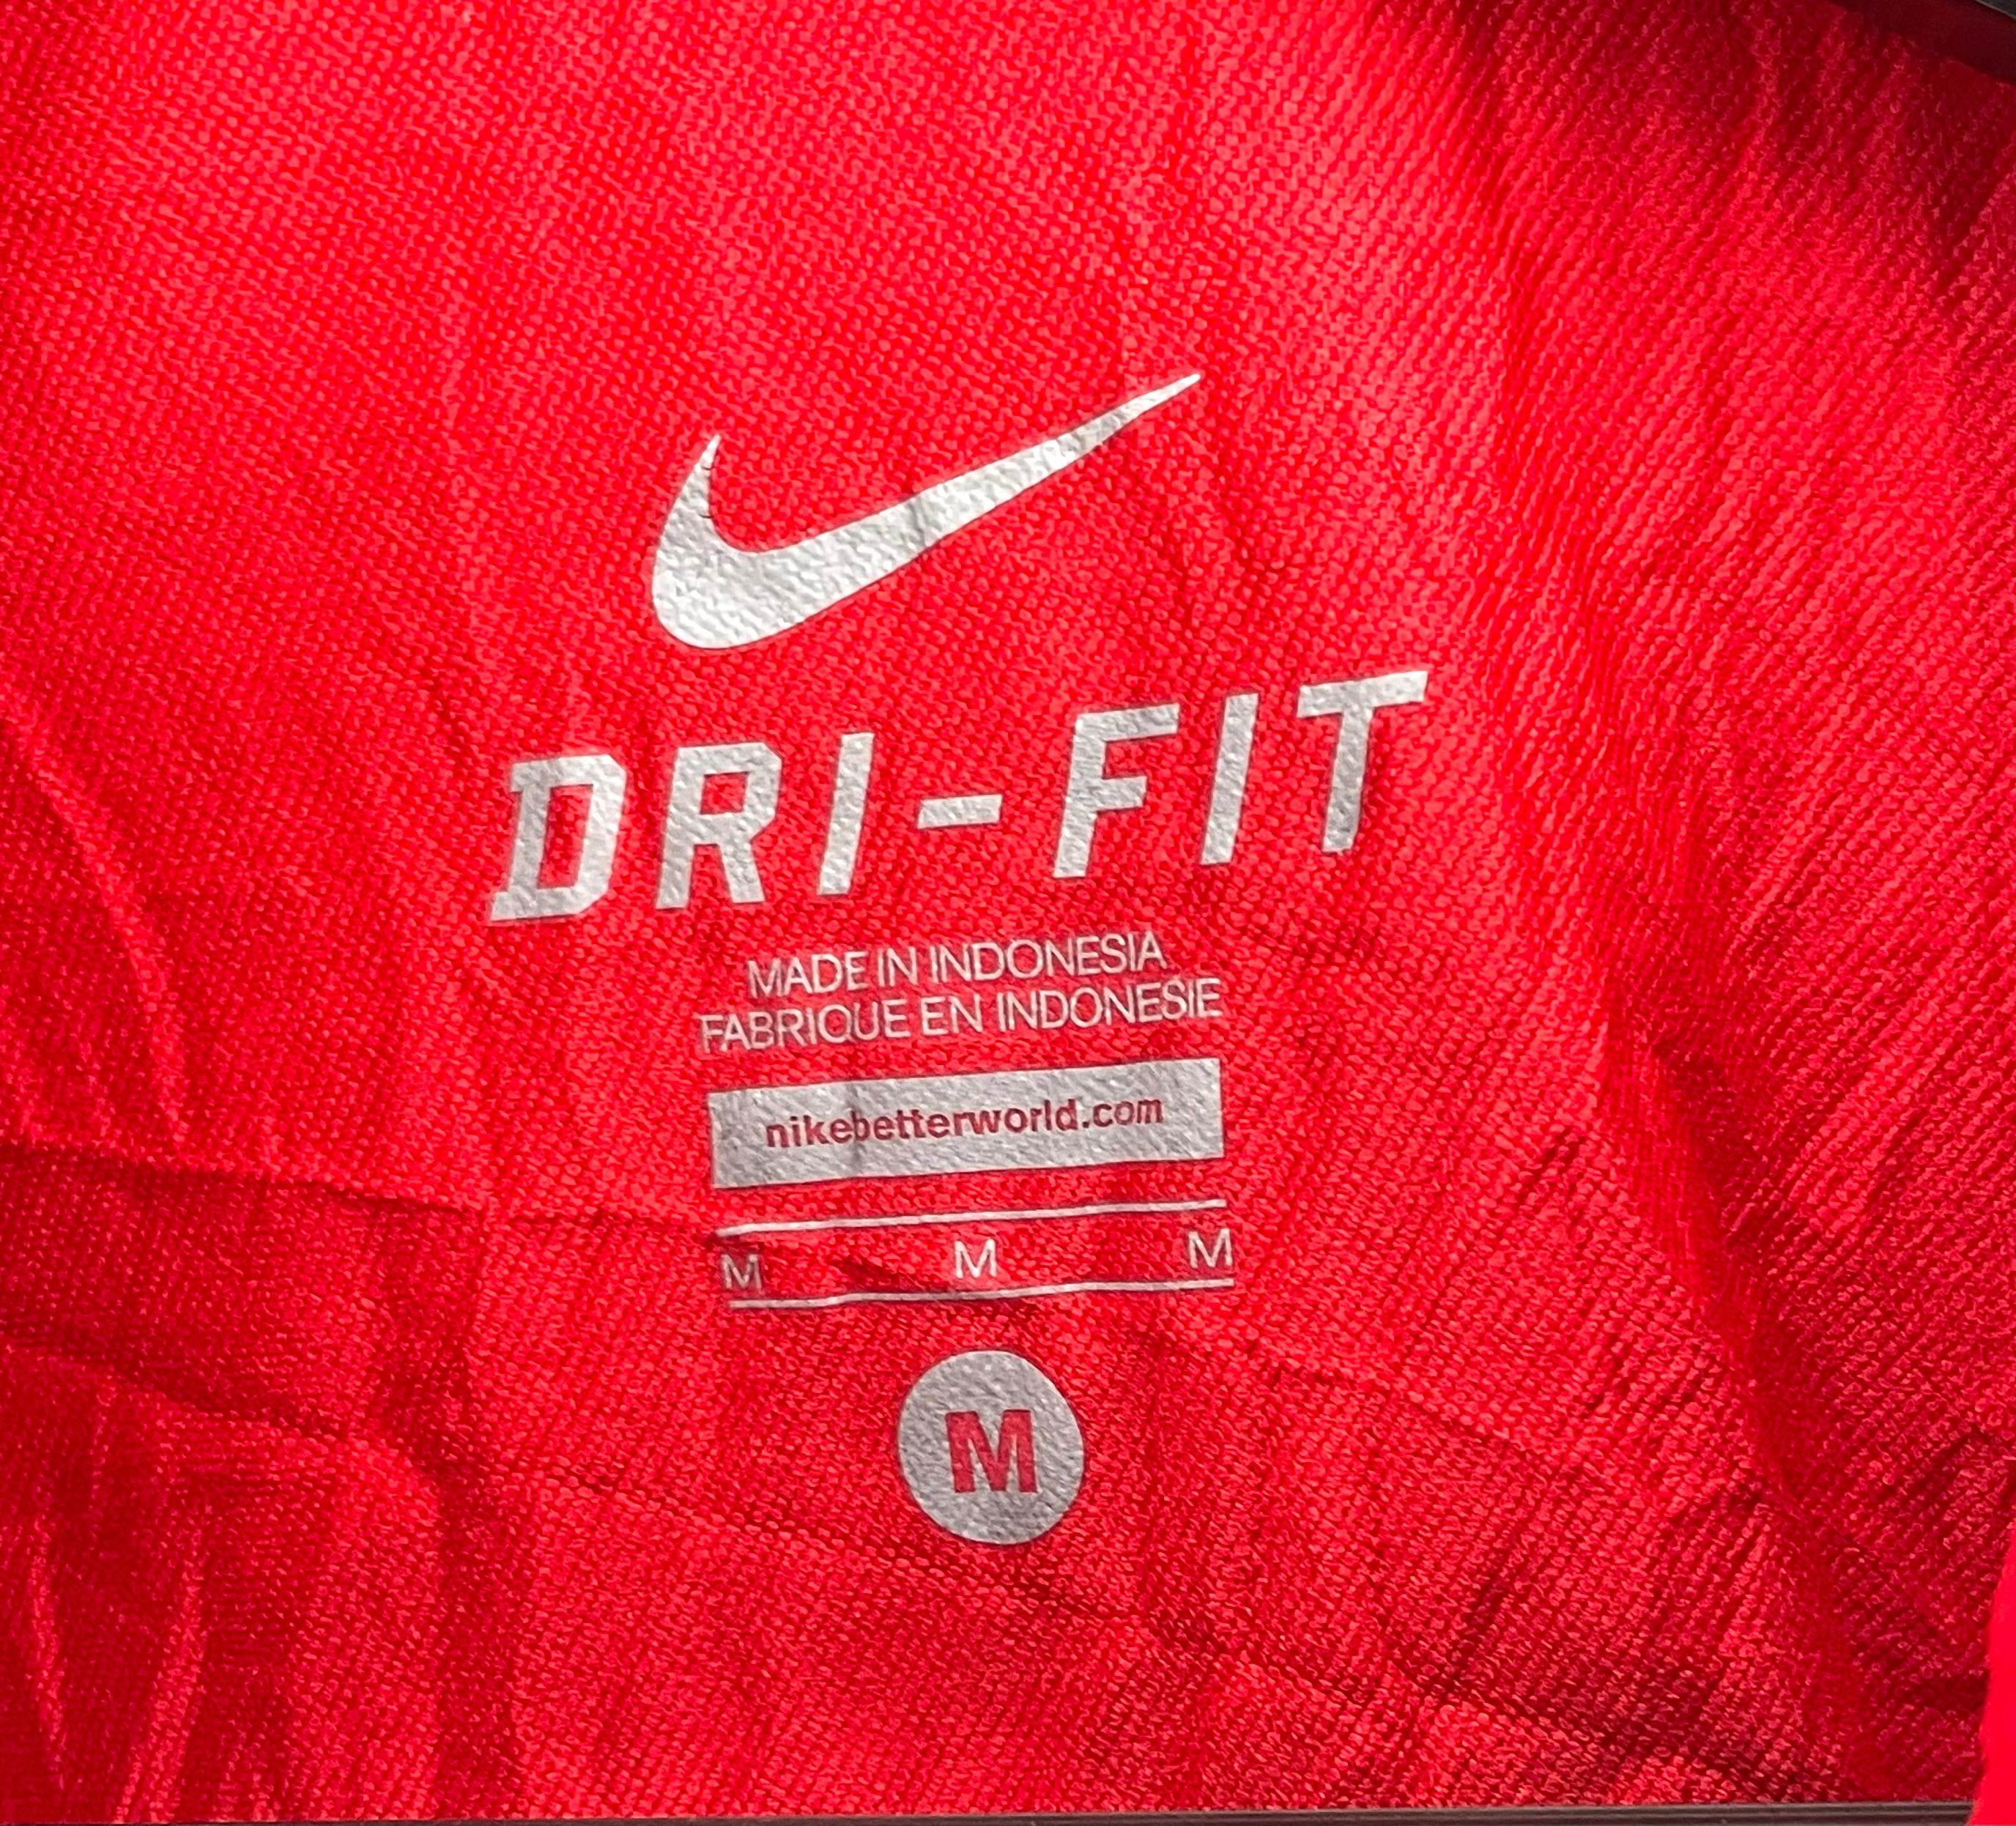 DRI-FIT
MADE IN INDONESIA
FABRIQUE EN INDONESIE
nikebetterworld.com
M M M
M